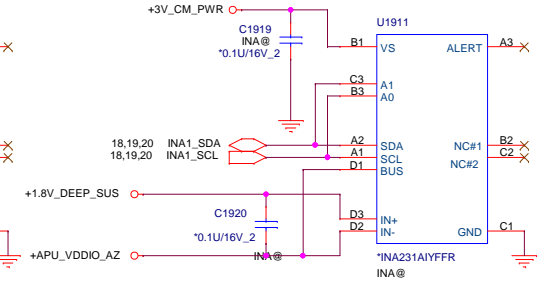 +3V_CM_PWR
U1911
C1919
INA@
*0.1U/16V_2
B1 VS ALERT A3
C3 A1
B3 A0
18,19,20 INA1_SDA A2 SDA NC#1 B2
18,19,20 INA1_SCL A1 SCL NC#2 C2
D1 BUS
+1.8V_DEEP_SUS
C1920
D3 IN+
*0.1U/16V_2 D2 IN- GND C1
+APU_VDDIO_AZ INA@ *INA231AIYFFR
INA@